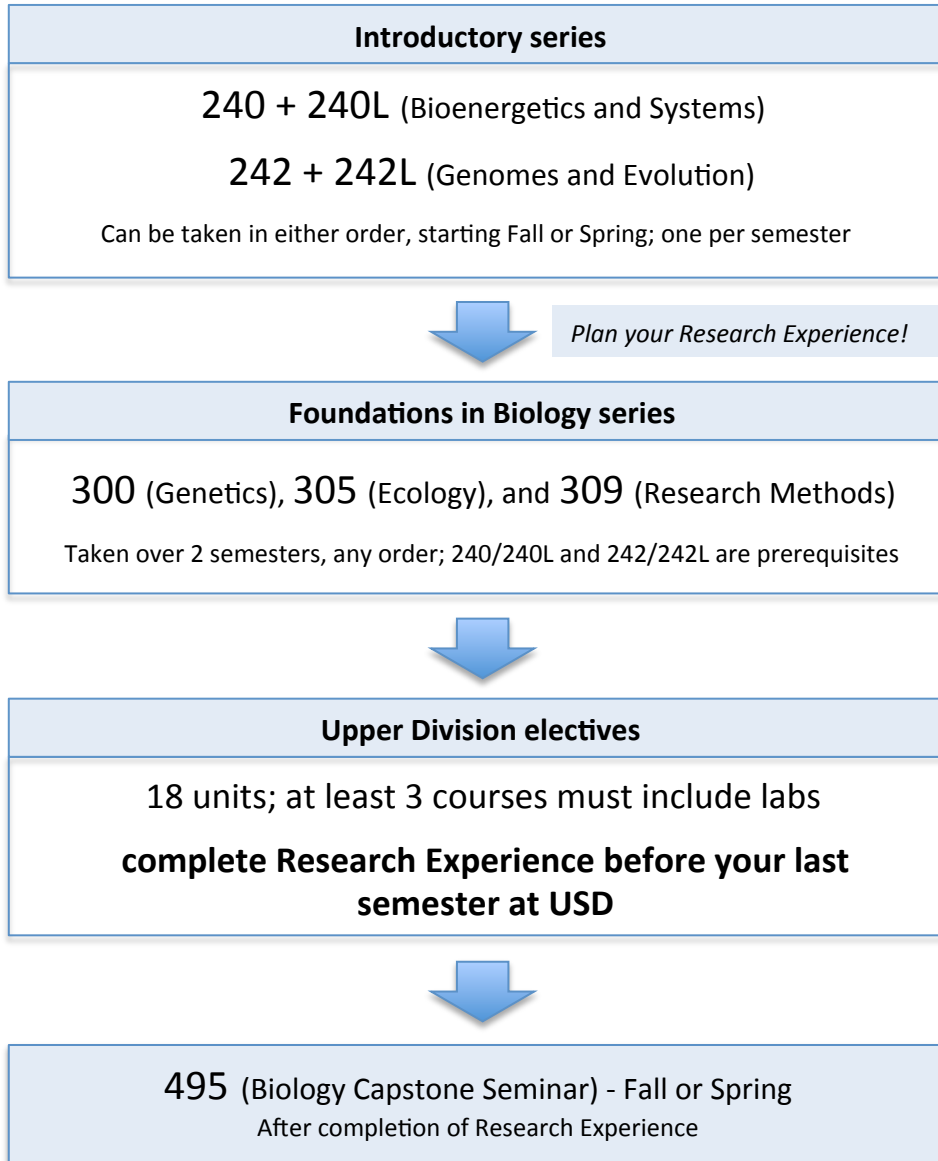 Introductory series
240 + 240L (Bioenergetics and Systems)
242 + 242L (Genomes and Evolution)
Can be taken in either order, starting Fall or Spring; one per semester
Plan your Research Experience!
Foundations in Biology series
300 (Genetics), 305 (Ecology), and 309 (Research Methods)
Taken over 2 semesters, any order; 240/240L and 242/242L are prerequisites
Upper Division electives
18 units; at least 3 courses must include labs
complete Research Experience before your last
semester at USD
495 (Biology Capstone Seminar) - Fall or Spring
After completion of Research Experience